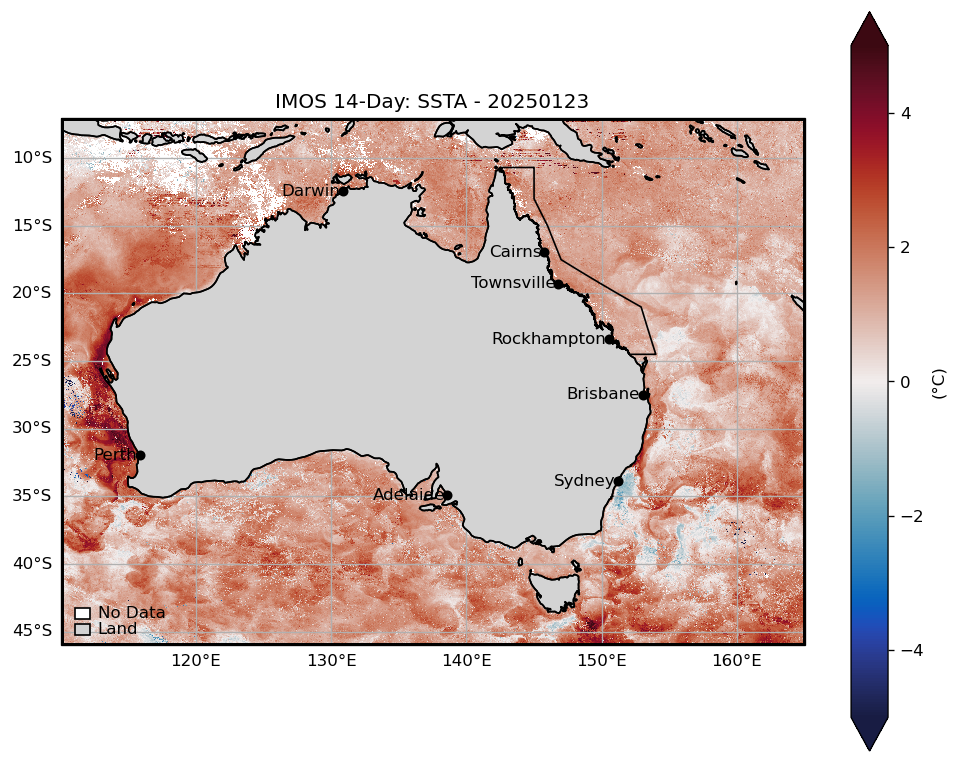 IMOS 14-Day: SSTA - 20250123
10°S
15°S
20°S
25°S
30°S
35°S
40°S
45°S
Darwin
Cairns
Townsville
Rockhampton
Brisbane
Perth
Sydney
Adelaide
No Data
Land
120°E
130°E
140°E
150°E
160°E
4
2
0
−2
−4
(°C)